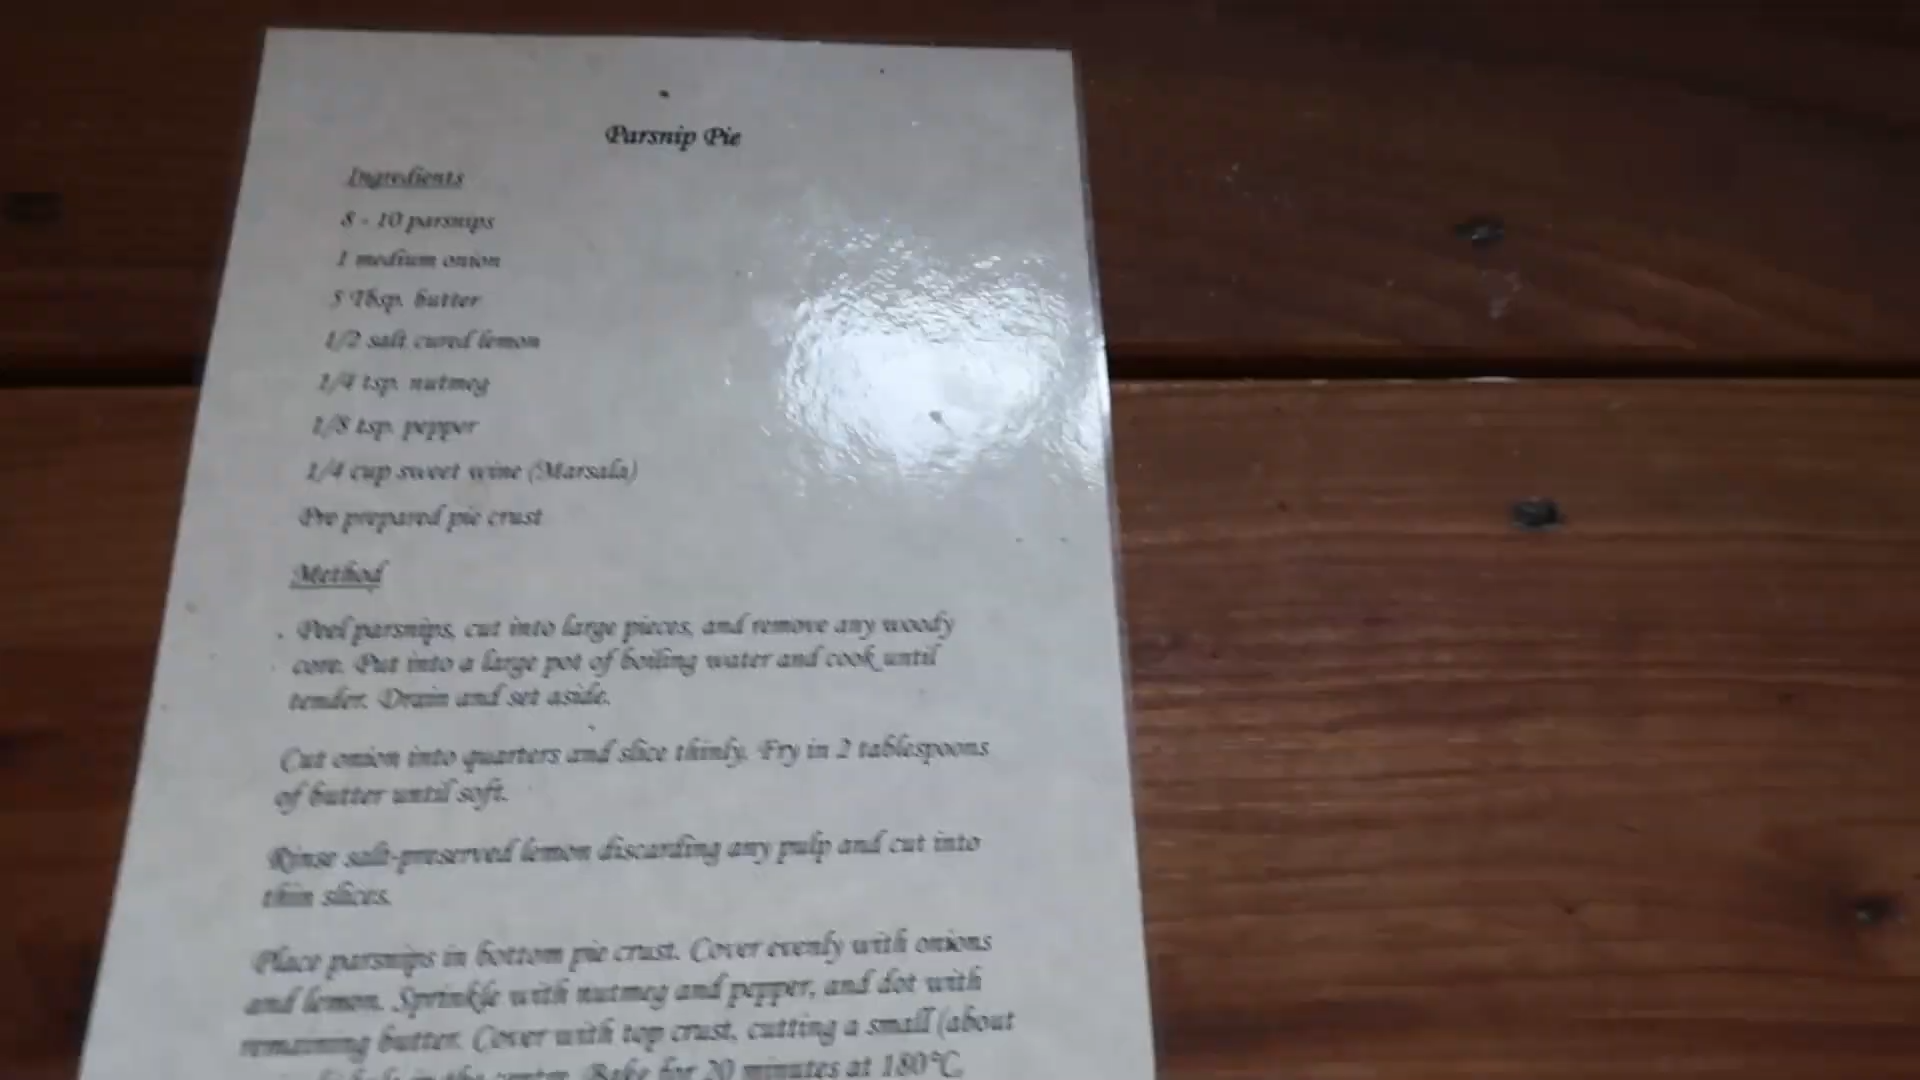 Parsnip Pie
Ingredients
8 - 10 parsnips
1 medium onion
5 Tbsp. butter
1/2 salt cured lemon
1/4 tsp. nutmeg
1/8 tsp. pepper
1/4 cup sweet wine (Marsala)
Pre prepared pie crust
Method
Peel parsnips, cut into large pieces, and remove any woody
core. Put into a large pot of boiling water and cook until
tender. Drain and set aside.
Cut onion into quarters and slice thinly. Fry in 2 tablespoons
of butter until soft.
Rinse salt-preserved lemon discarding any pulp and cut into
thin slices.
Place parsnips in bottom pie crust. Cover evenly with onions
and lemon. Sprinkle with nutmeg and pepper, and dot with
remaining butter. Cover with top crust, cutting a small (about
hole in the centre. Bake for 20 minutes at 180°C,